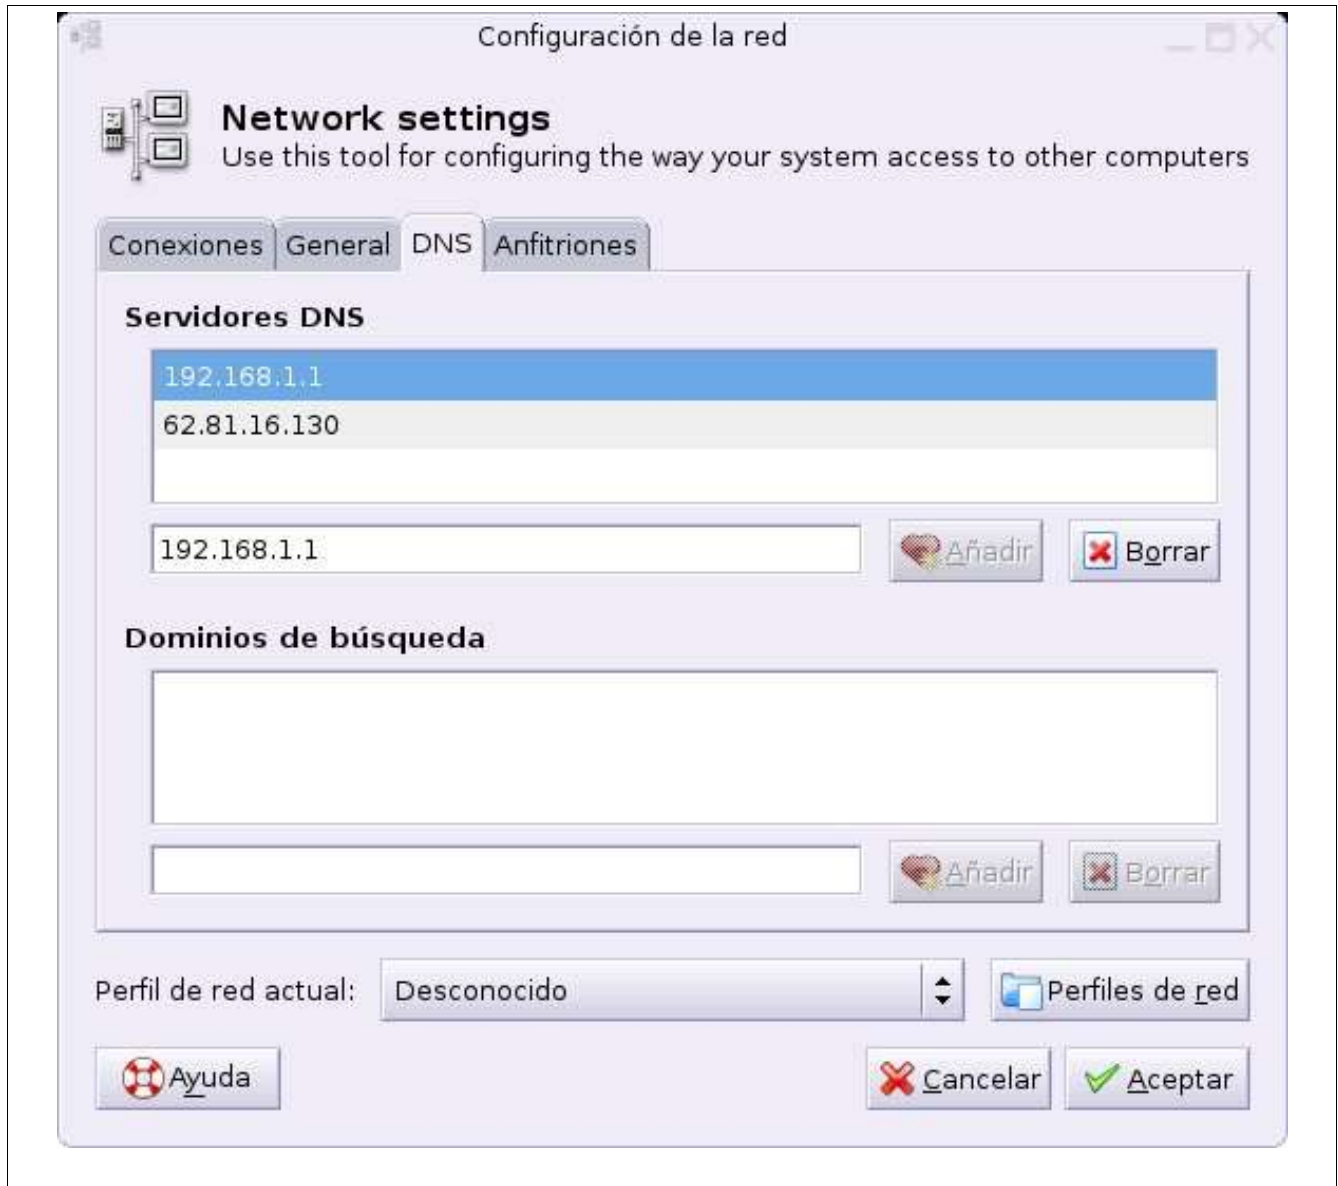 Configuración de la red
Network settings
Use this tool for configuring the way your system access to other computers
Conexiones General DNS Anfitriones
Servidores DNS
192.168.1.1
62.81.16.130
192.168.1.1 Añadir Borrar
Dominios de búsqueda
Añadir Borrar
Perfil de red actual: Desconocido Perfiles de red
Ayuda Cancelar Aceptar